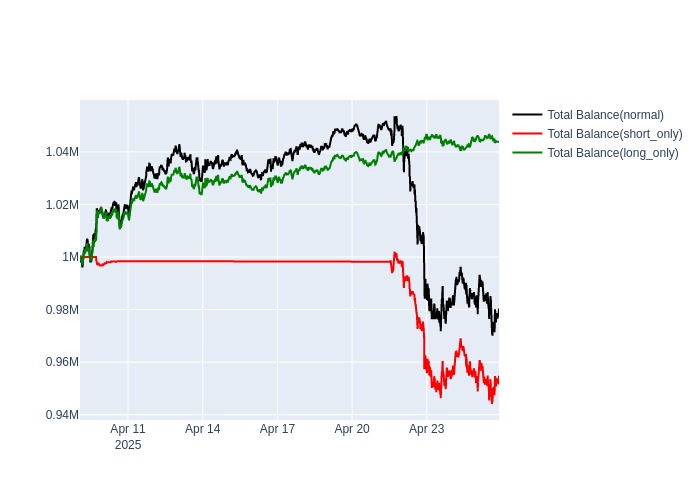 Total Balance(normal)
Total Balance(short_only)
Total Balance(long_only)
1.04M
1.02M
1M
0.98M
0.96M
0.94M
Apr 11
2025
Apr 14
Apr 17
Apr 20
Apr 23